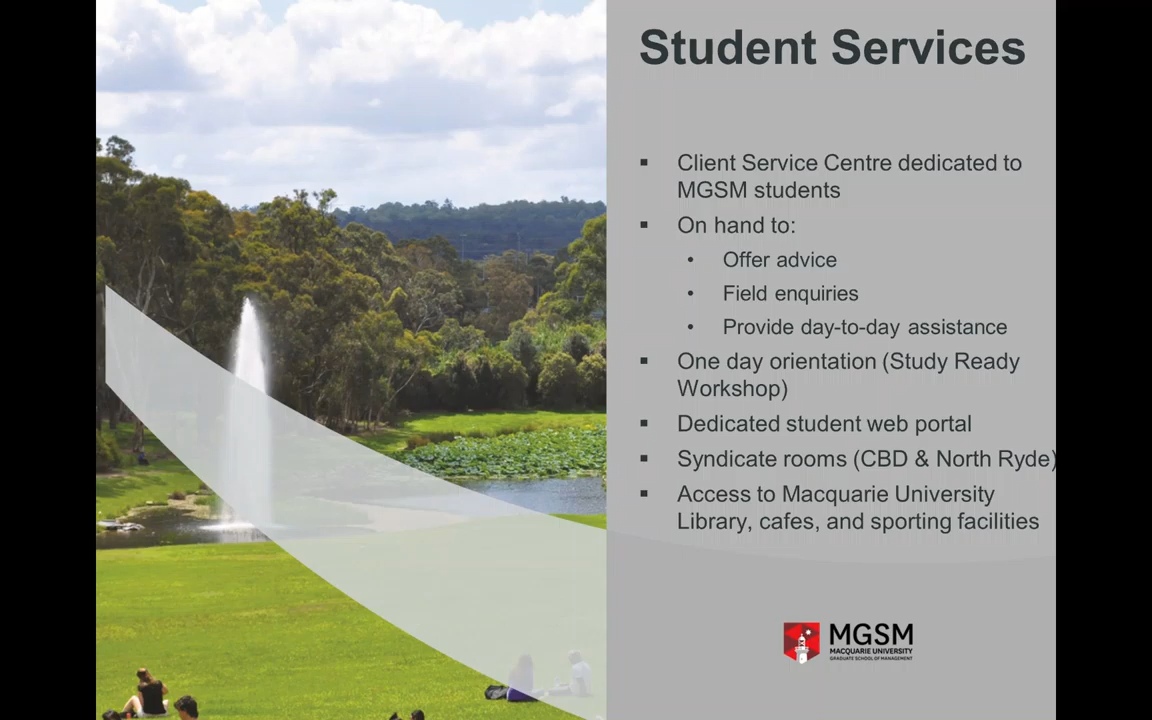 Student Services
▪ Client Service Centre dedicated to
MGSM students
▪ On hand to:
• Offer advice
• Field enquiries
• Provide day-to-day assistance
▪ One day orientation (Study Ready
Workshop)
▪ Dedicated student web portal
▪ Syndicate rooms (CBD & North Ryde)
▪ Access to Macquarie University
Library, cafes, and sporting facilities
MGSM
MACQUARIE UNIVERSITY
GRADUATE SCHOOL OF MANAGEMENT